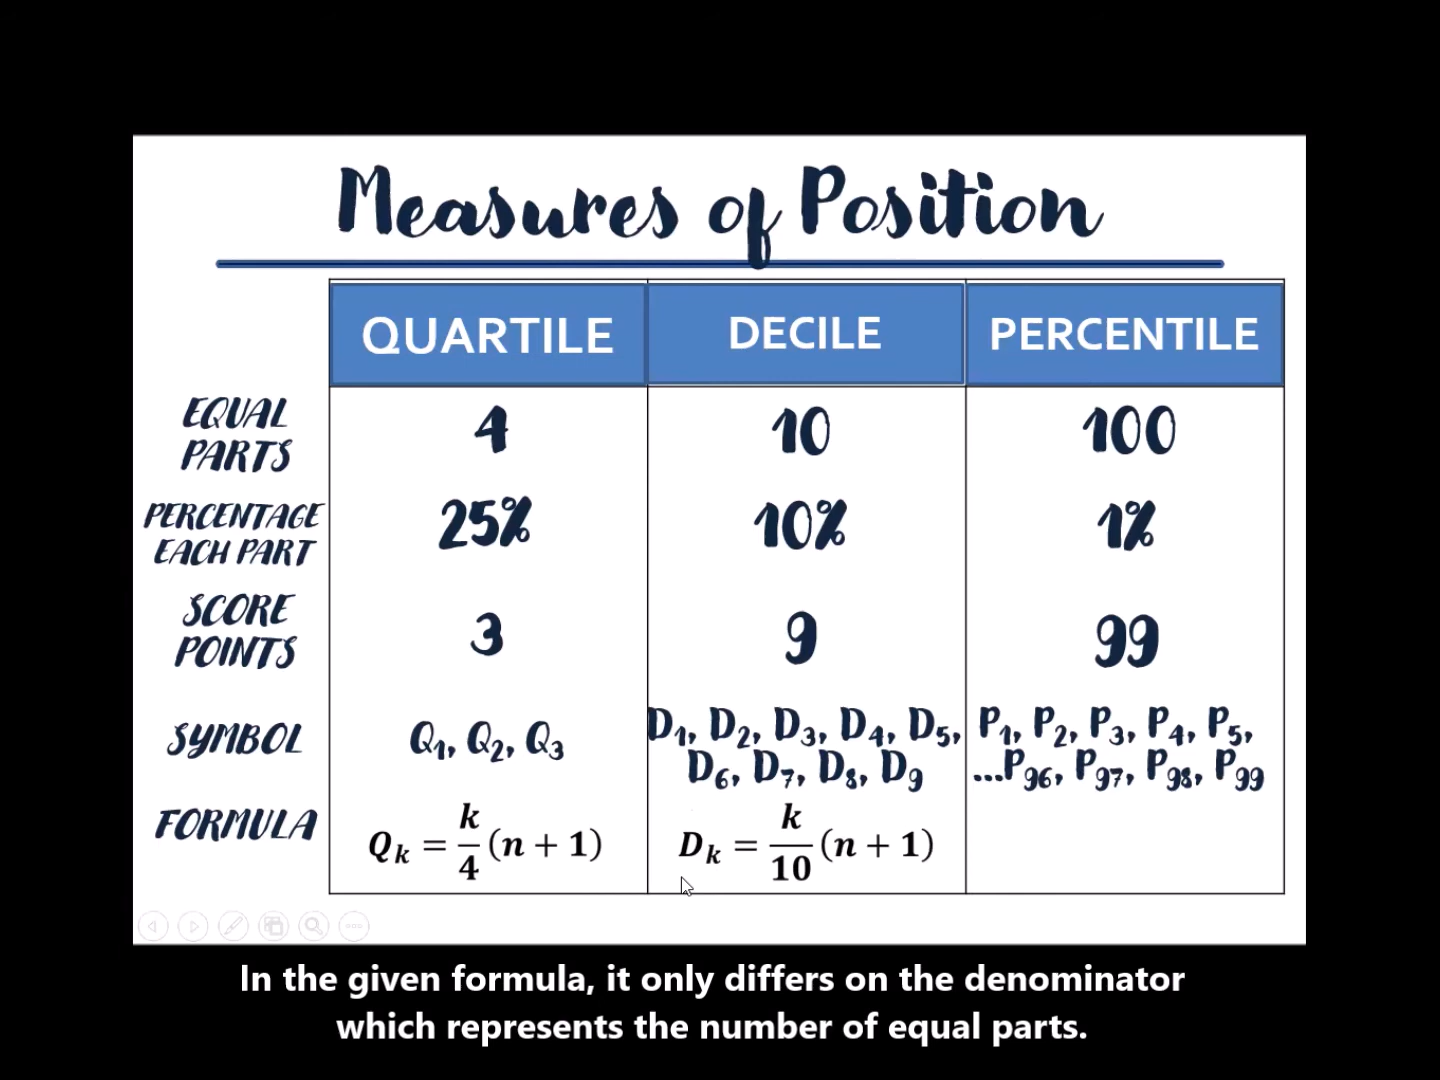 Measures of Position
QUARTILE DECILE PERCENTILE
EQUAL PARTS 4 10 100
PERCENTAGE EACH PART 25% 10% 1%
SCORE POINTS 3 9 99
SYMBOL Q1, Q2, Q3 D1, D2, D3, D4, D5, D6, D7, D8, D9 P1, P2, P3, P4, P5, ...P96, P97, P98, P99
FORMULA Qk = k/4 (n + 1) Dk = k/10 (n + 1)
In the given formula, it only differs on the denominator
which represents the number of equal parts.